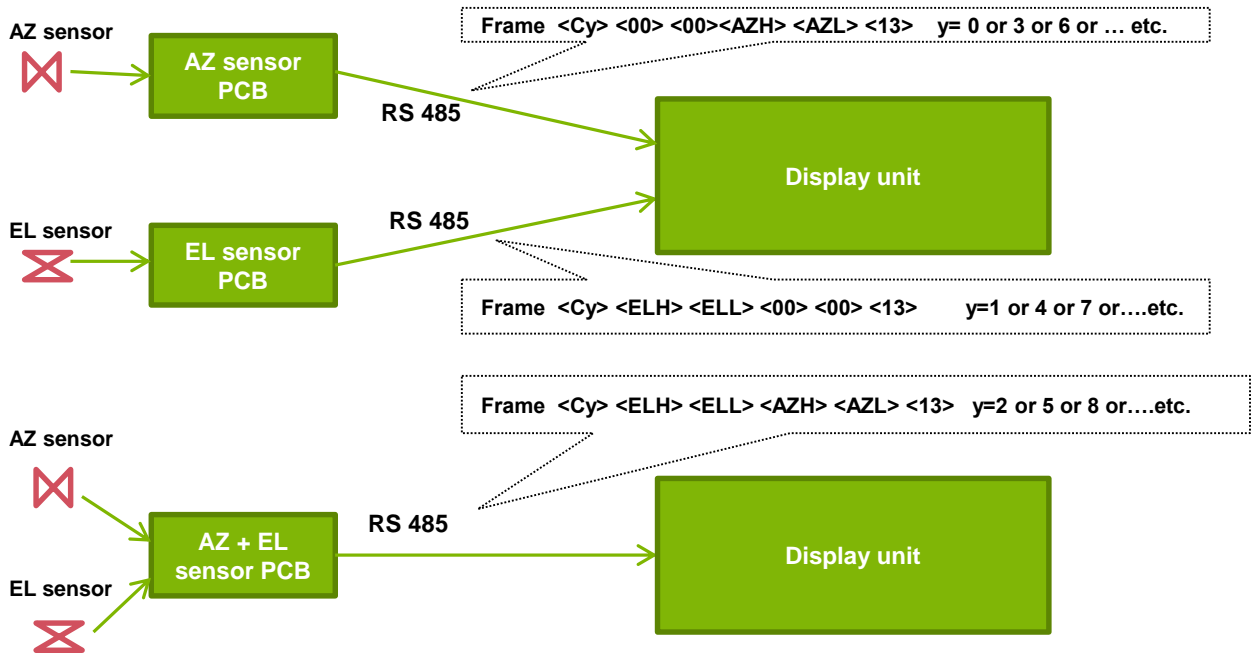 Frame <Cy> <00> <00><AZH> <AZL> <13> y= 0 or 3 or 6 or … etc.
AZ sensor
AZ sensor
PCB
RS 485
Display unit
EL sensor
EL sensor
PCB
RS 485
Frame <Cy> <ELH> <ELL> <00> <00> <13> y=1 or 4 or 7 or….etc.
Frame <Cy> <ELH> <ELL> <AZH> <AZL> <13> y=2 or 5 or 8 or….etc.
AZ sensor
RS 485
AZ + EL
sensor PCB
Display unit
EL sensor